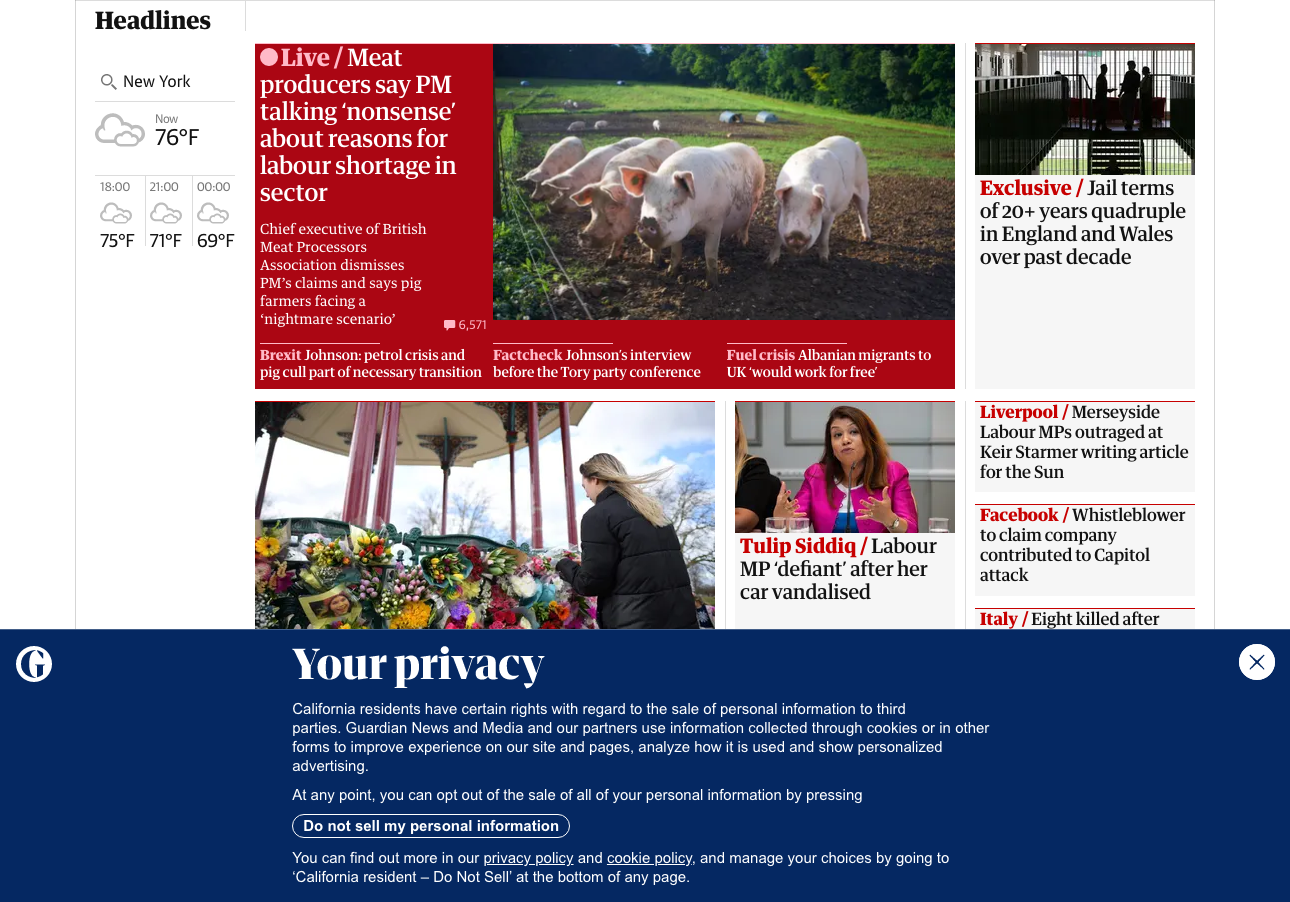 Headlines
New York
Now
76°F
18:00
21:00
00:00
75°F
71°F
69°F
Live / Meat
producers say PM
talking ‘nonsense’
about reasons for
labour shortage in
sector
Chief executive of British
Meat Processors
Association dismisses
PM’s claims and says pig
farmers facing a
‘nightmare scenario’
6,571
Brexit Johnson: petrol crisis and
pig cull part of necessary transition
Factcheck Johnson’s interview
before the Tory party conference
Fuel crisis Albanian migrants to
UK ‘would work for free’
Exclusive / Jail terms
of 20+ years quadruple
in England and Wales
over past decade
Tulip Siddiq / Labour
MP ‘defiant’ after her
car vandalised
Liverpool / Merseyside
Labour MPs outraged at
Keir Starmer writing article
for the Sun
Facebook / Whistleblower
to claim company
contributed to Capitol
attack
Italy / Eight killed after
Your privacy
California residents have certain rights with regard to the sale of personal information to third
parties. Guardian News and Media and our partners use information collected through cookies or in other
forms to improve experience on our site and pages, analyze how it is used and show personalized
advertising.
At any point, you can opt out of the sale of all of your personal information by pressing
Do not sell my personal information
You can find out more in our privacy policy and cookie policy, and manage your choices by going to
‘California resident – Do Not Sell’ at the bottom of any page.